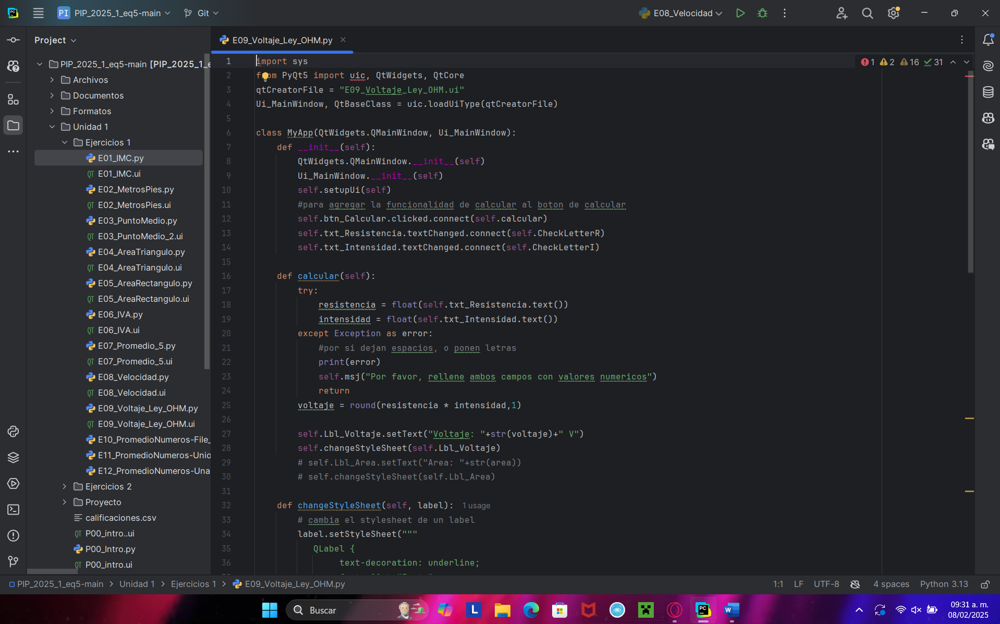 PI PIP_2025_1_eq5-main Git E08_Velocidad
Project E09_Voltaje_Ley_OHM.py
PIP_2025_1_eq5-main [PIP_2025_1_e
Archivos
Documentos
Formatos
Unidad 1
Ejercicios 1
E01_IMC.py
E01_IMC.ui
E02_MetrosPies.py
E02_MetrosPies.ui
E03_PuntoMedio.py
E03_PuntoMedio_2.ui
E04_AreaTriangulo.py
E04_AreaTriangulo.ui
E05_AreaRectangulo.py
E05_AreaRectangulo.ui
E06_IVA.py
E06_IVA.ui
E07_Promedio_5.py
E07_Promedio_5.ui
E08_Velocidad.py
E08_Velocidad.ui
E09_Voltaje_Ley_OHM.py
E09_Voltaje_Ley_OHM.ui
E10_PromedioNumeros-File_
E11_PromedioNumeros-Unio
E12_PromedioNumeros-Una
Ejercicios 2
Proyecto
calificaciones.csv
P00_intro..ui
P00_Intro.py
P00_intro.ui
1 2 16 31
1 import sys
2 from PyQt5 import uic, QtWidgets, QtCore
3 qtCreatorFile = "E09_Voltaje_Ley_OHM.ui"
4 Ui_MainWindow, QtBaseClass = uic.loadUiType(qtCreatorFile)
5
6 class MyApp(QtWidgets.QMainWindow, Ui_MainWindow):
7 def __init__(self):
8 QtWidgets.QMainWindow.__init__(self)
9 Ui_MainWindow.__init__(self)
10 self.setupUi(self)
11 #para agregar la funcionalidad de calcular al boton de calcular
12 self.btn_Calcular.clicked.connect(self.calcular)
13 self.txt_Resistencia.textChanged.connect(self.CheckLetterR)
14 self.txt_Intensidad.textChanged.connect(self.CheckLetterI)
15
16 def calcular(self):
17 try:
18 resistencia = float(self.txt_Resistencia.text())
19 intensidad = float(self.txt_Intensidad.text())
20 except Exception as error:
21 #por si dejan espacios, o ponen letras
22 print(error)
23 self.msj("Por favor, rellene ambos campos con valores numericos")
24 return
25 voltaje = round(resistencia * intensidad,1)
26
27 self.Lbl_Voltaje.setText("Voltaje: "+str(voltaje)+" V")
28 self.changeStyleSheet(self.Lbl_Voltaje)
29 # self.Lbl_Area.setText("Area: "+str(area))
30 # self.changeStyleSheet(self.Lbl_Area)
31
32 def changeStyleSheet(self, label): 1 usage
33 # cambia el stylesheet de un label
34 label.setStyleSheet("""
35 QLabel {
36 text-decoration: underline;
PIP_2025_1_eq5-main > Unidad 1 > Ejercicios 1 > E09_Voltaje_Ley_OHM.py 1:1 LF UTF-8 4 spaces Python 3.13
Buscar
09:31 a. m.
08/02/2025